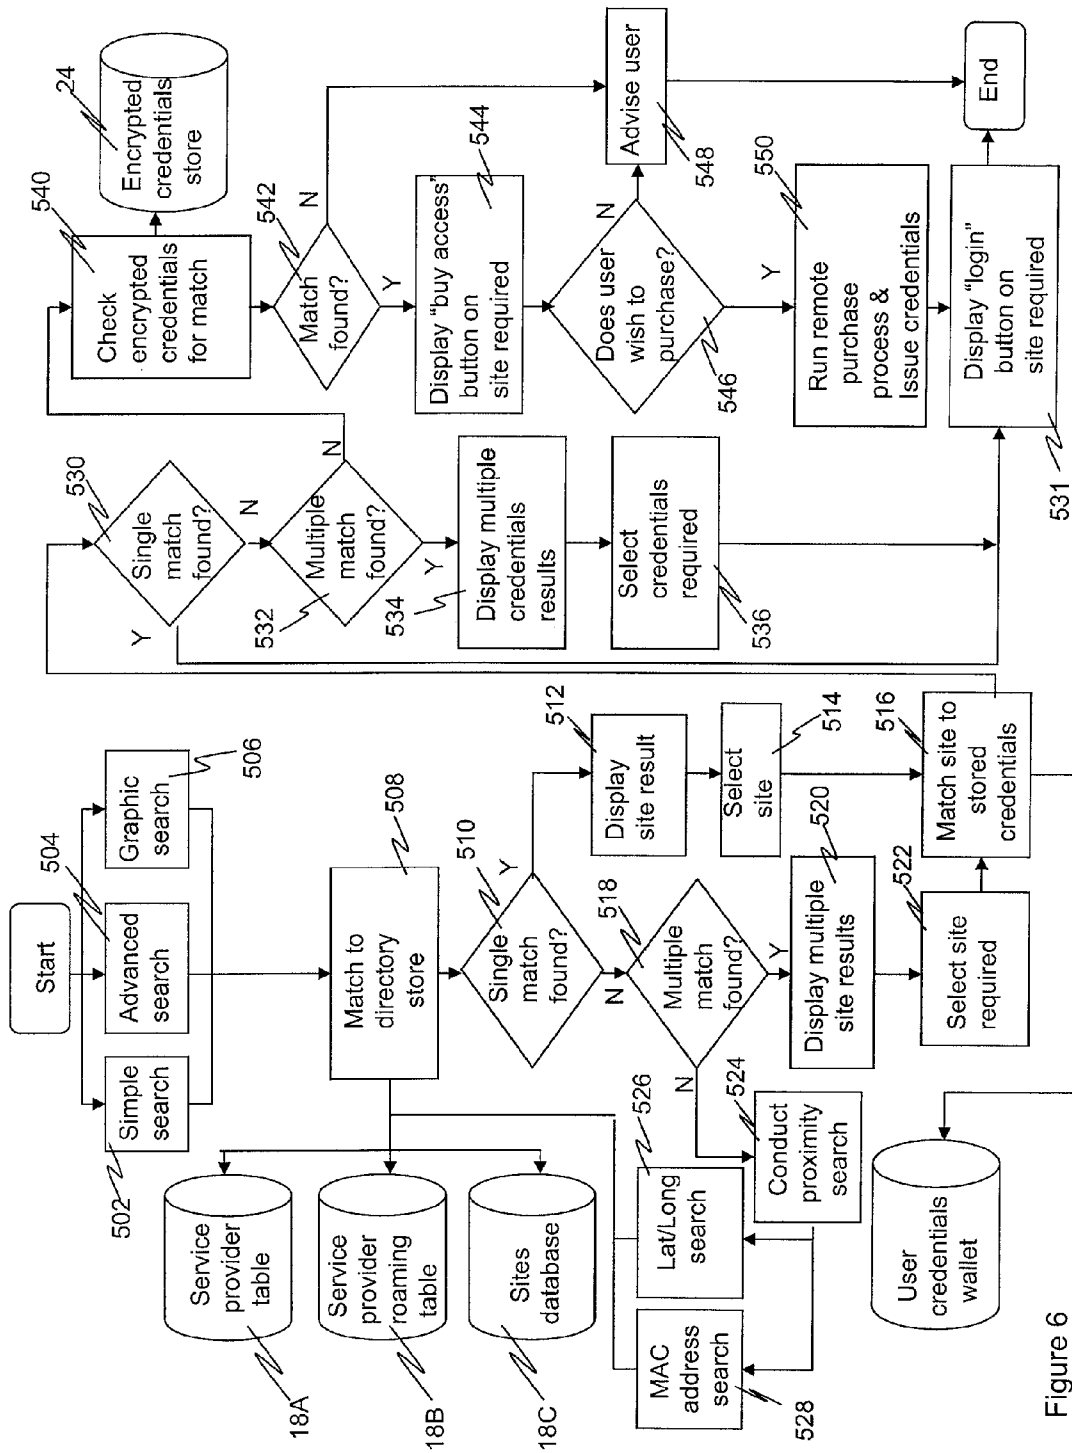 Start
Simple
search
502
Advanced
search
504
Graphic
search
506
Service
provider
table
18A
Service
provider
roaming
table
18B
Sites
database
18C
Match to
directory
store
508
Single
match
found?
510
Y
N
Display
site result
512
Select
site
514
Multiple
match
found?
518
Y
N
Display multiple
site results
520
Select site
required
522
Match site to
stored
credentials
516
Conduct
proximity
search
524
Lat/Long
search
526
MAC
address
search
528
User
credentials
wallet
Single
match
found?
530
Y
N
Multiple
match
found?
532
N
Y
Display multiple
credentials
results
534
Select
credentials
required
536
Check
encrypted
credentials
for match
540
Encrypted
credentials
store
24
Match
found?
542
N
Y
Display "buy access"
button on
site required
544
Does user
wish to
purchase?
546
N
Y
Advise user
548
Run remote
purchase
process &
Issue credentials
550
Display "login"
button on
site required
531
End
Figure 6